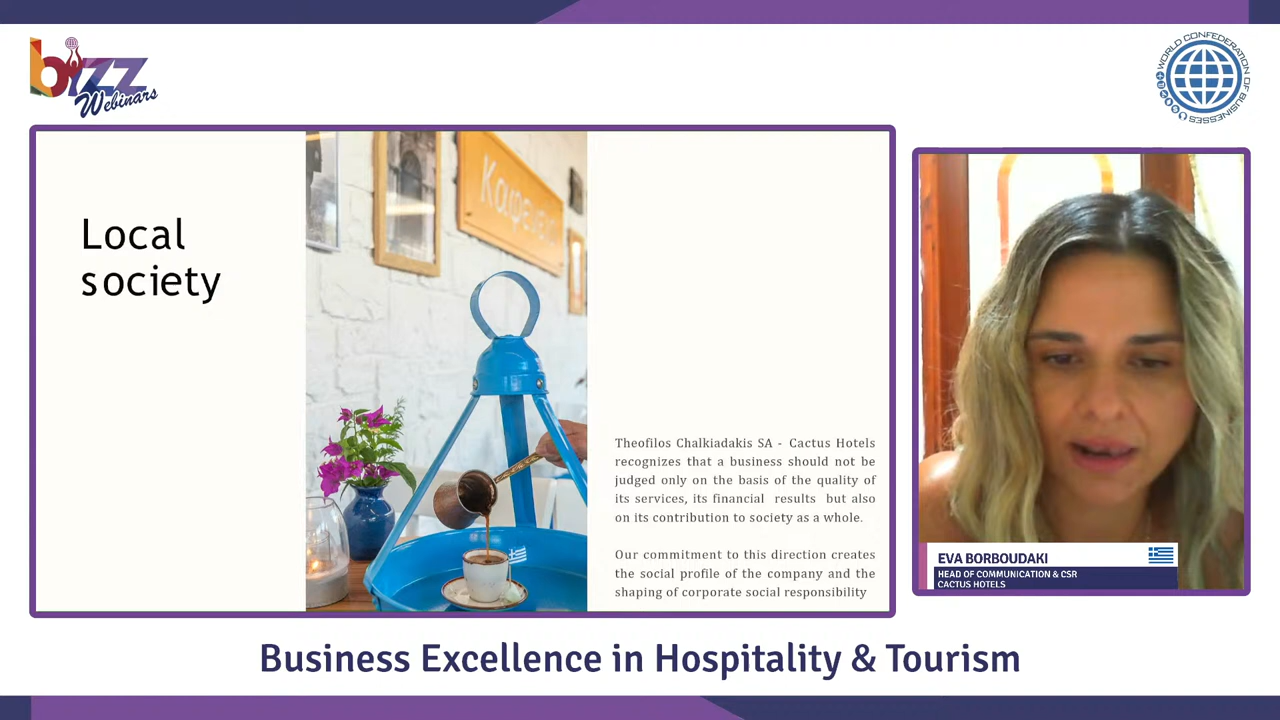 bizz
Webinars
WORLD CONFEDERATION OF BUSINESSES
Local
society
Καφενείο
Theofilos Chalkiadakis SA - Cactus Hotels
recognizes that a business should not be
judged only on the basis of the quality of
its services, its financial results but also
on its contribution to society as a whole.
Our commitment to this direction creates
the social profile of the company and the
shaping of corporate social responsibility
EVA BORBOUDAKI
HEAD OF COMMUNICATION & CSR
CACTUS HOTELS
Business Excellence in Hospitality & Tourism